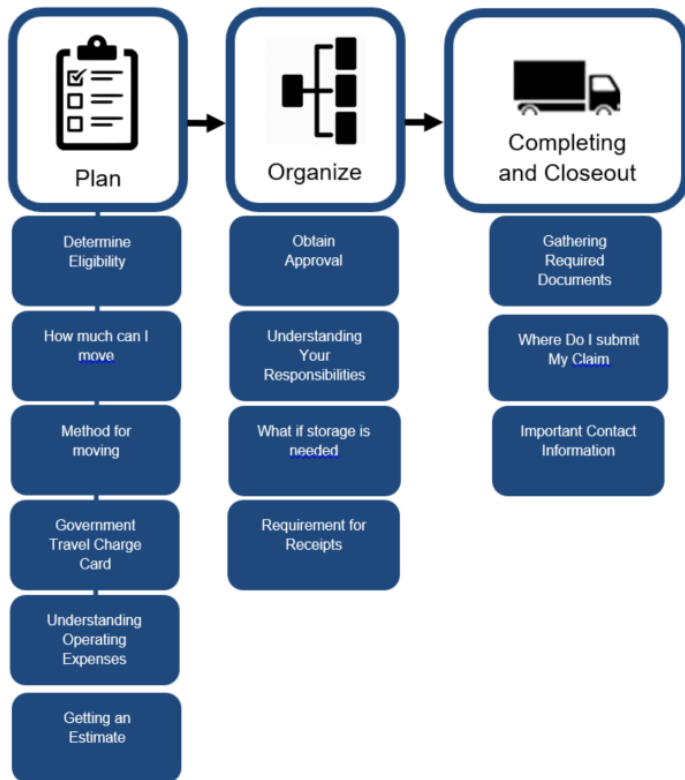 Plan
Determine
Eligibility
How much can I
move
Method for
moving
Government
Travel Charge
Card
Understanding
Operating
Expenses
Getting an
Estimate
Organize
Obtain
Approval
Understanding
Your
Responsibilities
What if storage is
needed
Requirement for
Receipts
Completing
and Closeout
Gathering
Required
Documents
Where Do I submit
My Claim
Important Contact
Information